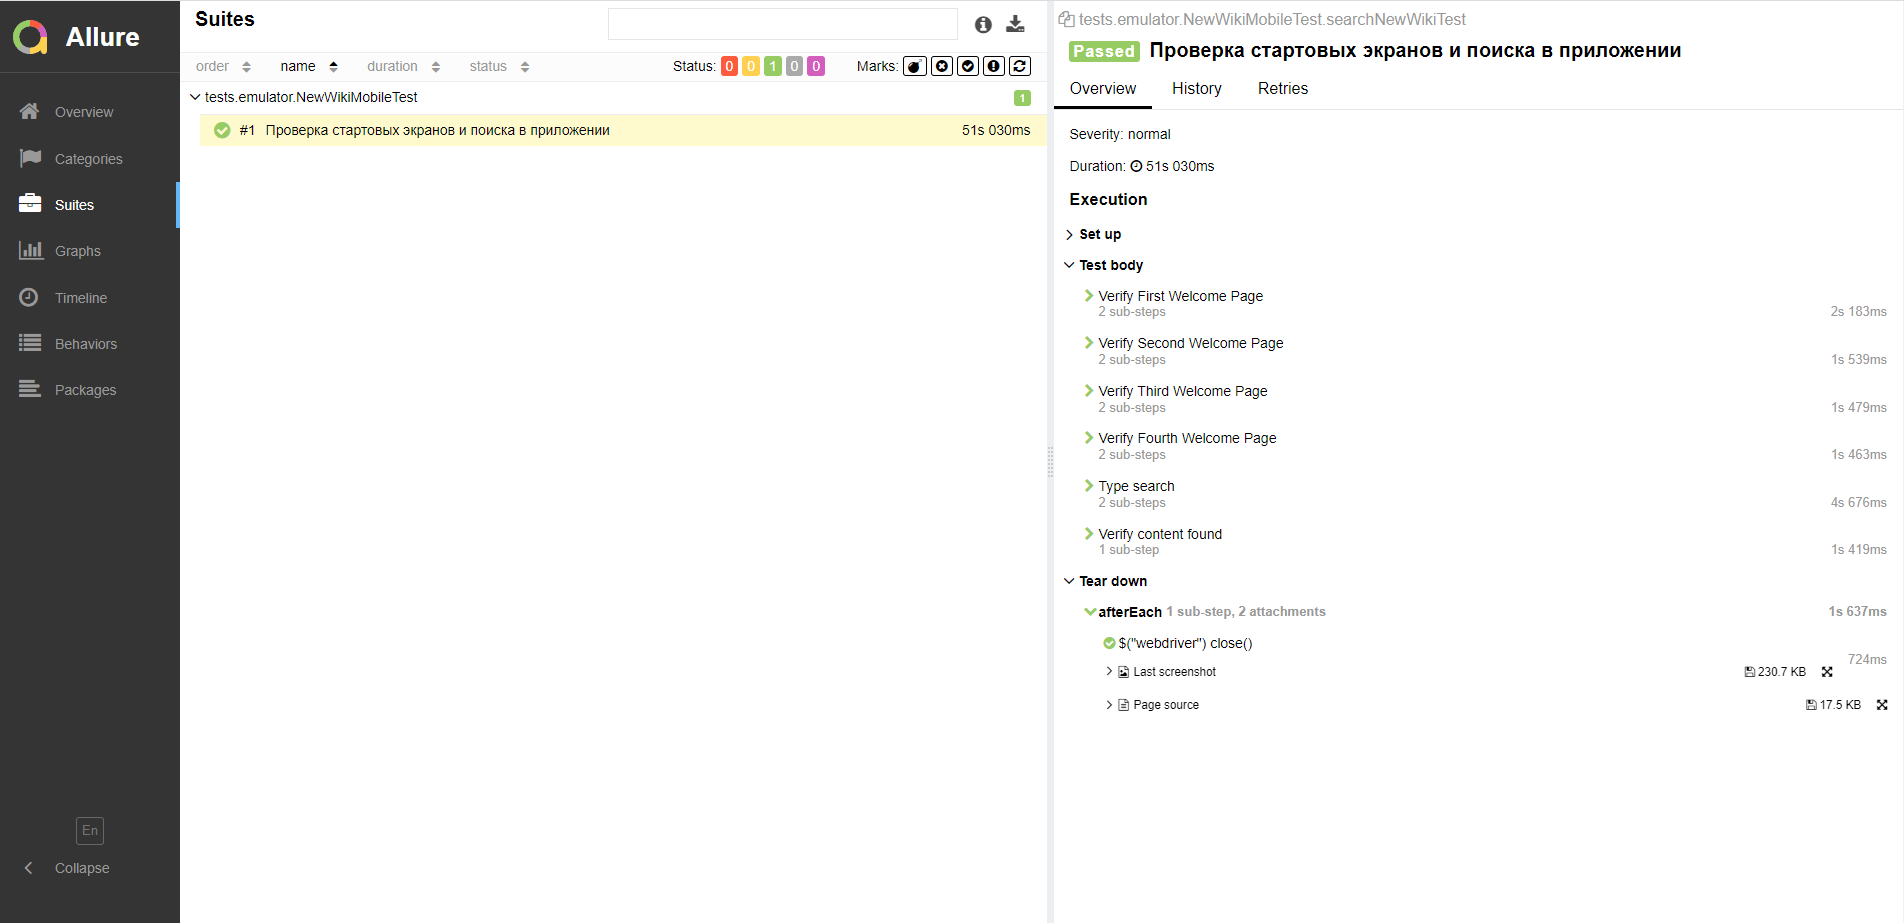 Allure
Overview
Categories
Suites
Graphs
Timeline
Behaviors
Packages
En
Collapse
Suites
order name duration status Status: 0 0 1 0 0 Marks:
tests.emulator.NewWikiMobileTest 1
#1 Проверка стартовых экранов и поиска в приложении 51s 030ms
tests.emulator.NewWikiMobileTest.searchNewWikiTest
Passed Проверка стартовых экранов и поиска в приложении
Overview History Retries
Severity: normal
Duration: 51s 030ms
Execution
Set up
Test body
Verify First Welcome Page
2 sub-steps 2s 183ms
Verify Second Welcome Page
2 sub-steps 1s 539ms
Verify Third Welcome Page
2 sub-steps 1s 479ms
Verify Fourth Welcome Page
2 sub-steps 1s 463ms
Type search
2 sub-steps 4s 676ms
Verify content found
1 sub-step 1s 419ms
Tear down
afterEach 1 sub-step, 2 attachments 1s 637ms
$("webdriver") close()
724ms
Last screenshot 230.7 KB
Page source 17.5 KB